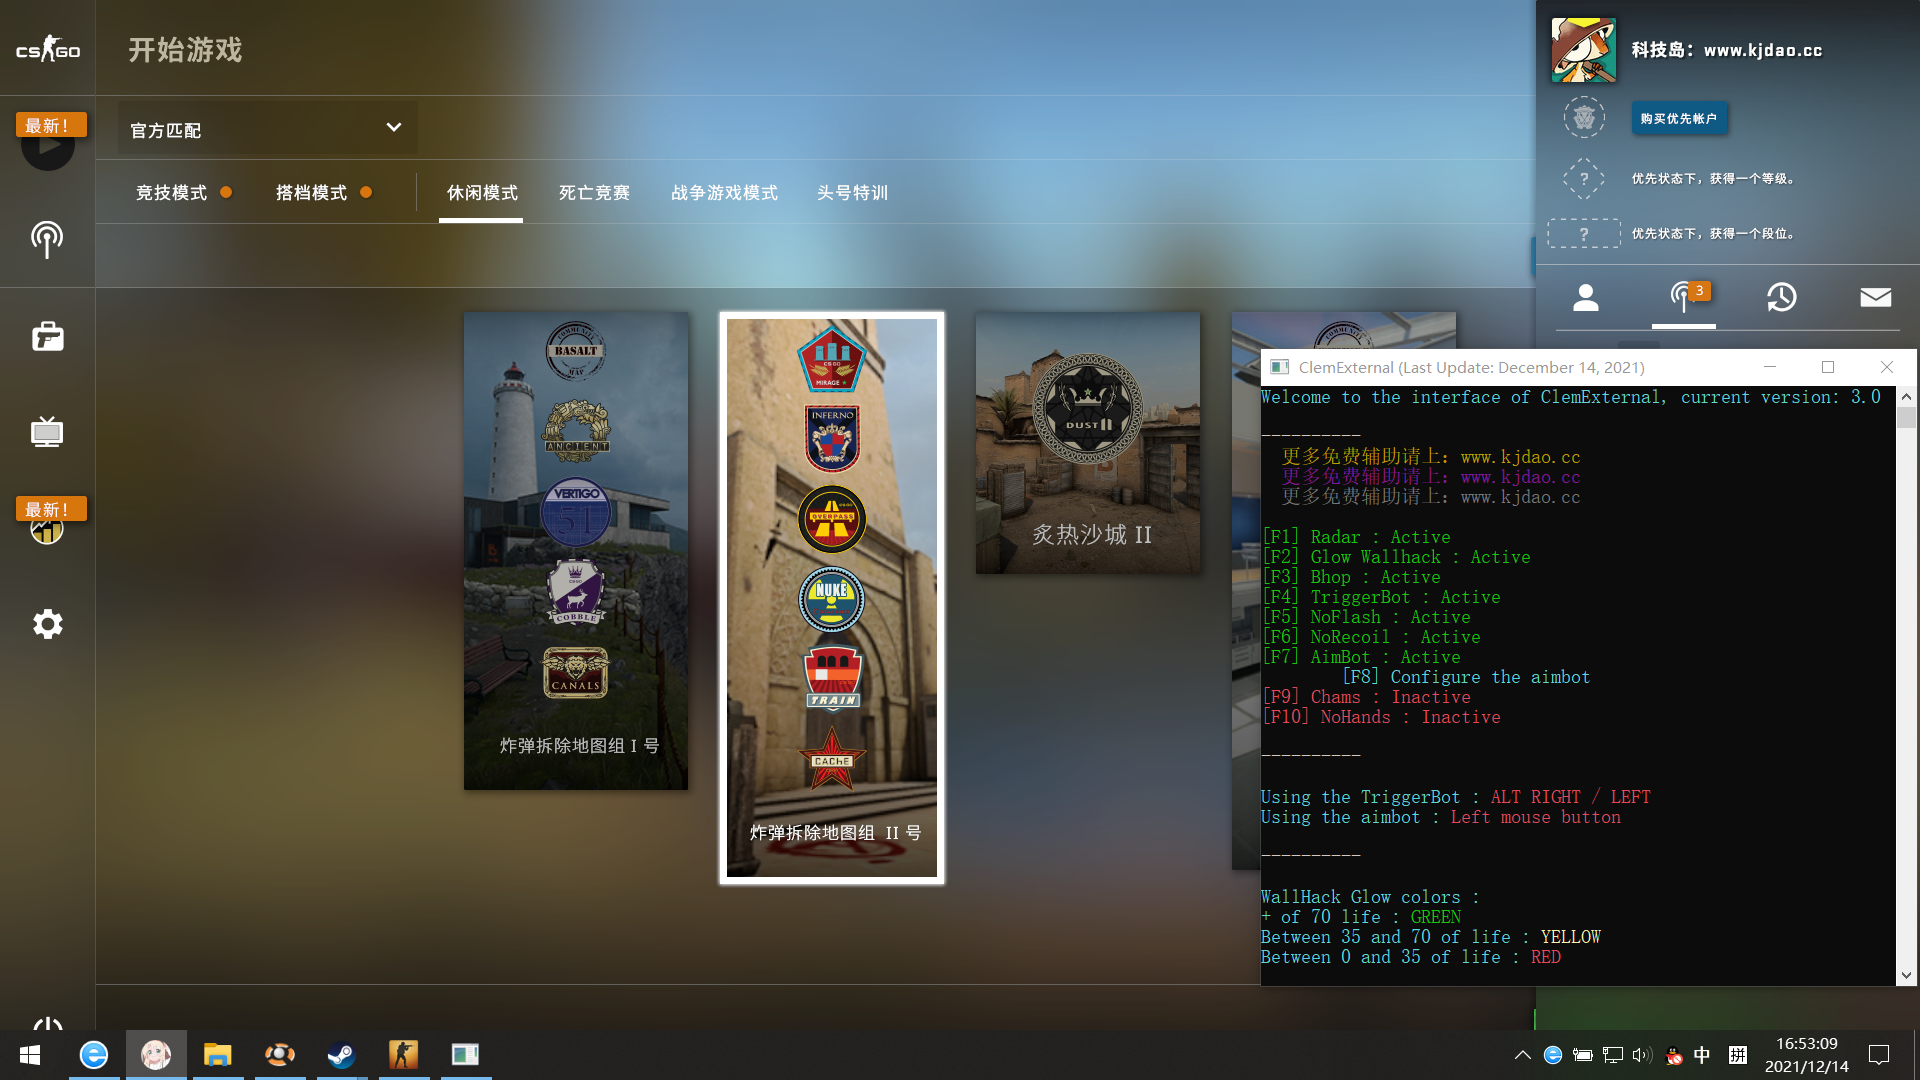 CS GO
开始游戏
最新！
官方匹配
竞技模式
搭档模式
休闲模式
死亡竞赛
战争游戏模式
头号特训
科技岛：www.kjdao.cc
购买优先帐户
?
优先状态下，获得一个等级。
?
优先状态下，获得一个段位。
3
最新！
COMMUNITY
BASALT
MAP
ANCIENT
VERTIGO
51
CS GO
COBBLE
CANALS
炸弹拆除地图组 I 号
CS GO
MIRAGE
INFERNO
CS GO
OVERPASS
NUKE
TRAIN
CACHE
炸弹拆除地图组 II 号
DUST II
炙热沙城 II
COMMUNITY
ClemExternal (Last Update: December 14, 2021)
Welcome to the interface of ClemExternal, current version: 3.0
----------
更多免费辅助请上：www.kjdao.cc
更多免费辅助请上：www.kjdao.cc
更多免费辅助请上：www.kjdao.cc
[F1] Radar : Active
[F2] Glow Wallhack : Active
[F3] Bhop : Active
[F4] TriggerBot : Active
[F5] NoFlash : Active
[F6] NoRecoil : Active
[F7] AimBot : Active
[F8] Configure the aimbot
[F9] Chams : Inactive
[F10] NoHands : Inactive
----------
Using the TriggerBot : ALT RIGHT / LEFT
Using the aimbot : Left mouse button
----------
WallHack Glow colors :
+ of 70 life : GREEN
Between 35 and 70 of life : YELLOW
Between 0 and 35 of life : RED
中
拼
16:53:09
2021/12/14